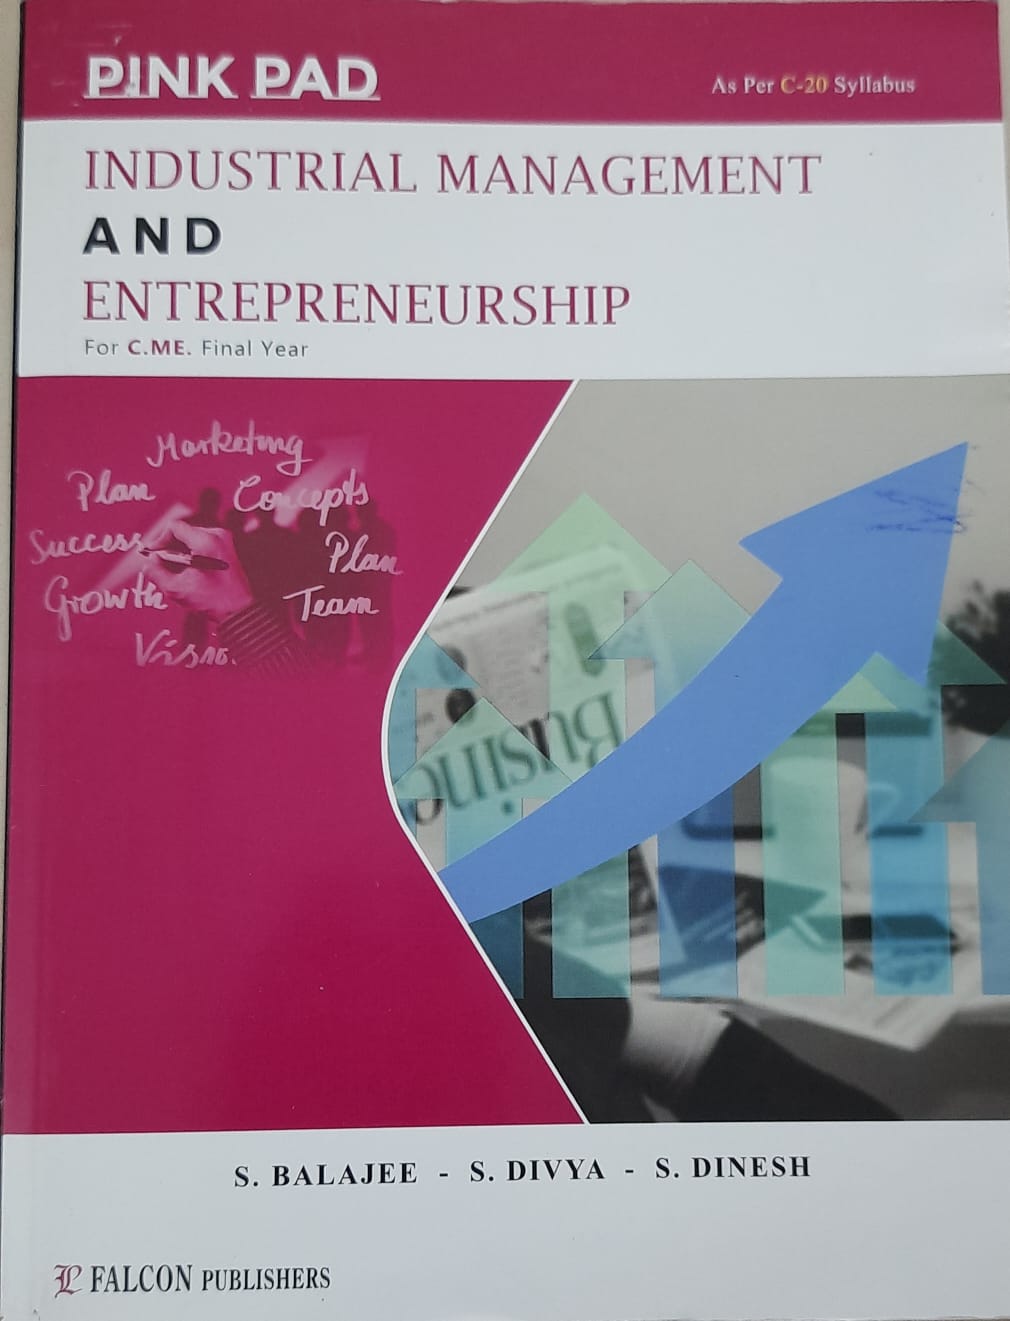 PINK PAD
As Per C-20 Syllabus
INDUSTRIAL MANAGEMENT
AND
ENTREPRENEURSHIP
For C.ME. Final Year
Marketing
Plan
Concepts
Success
Plan
Growth
Team
Busine
S. BALAJEE - S. DIVYA - S. DINESH
FALCON PUBLISHERS